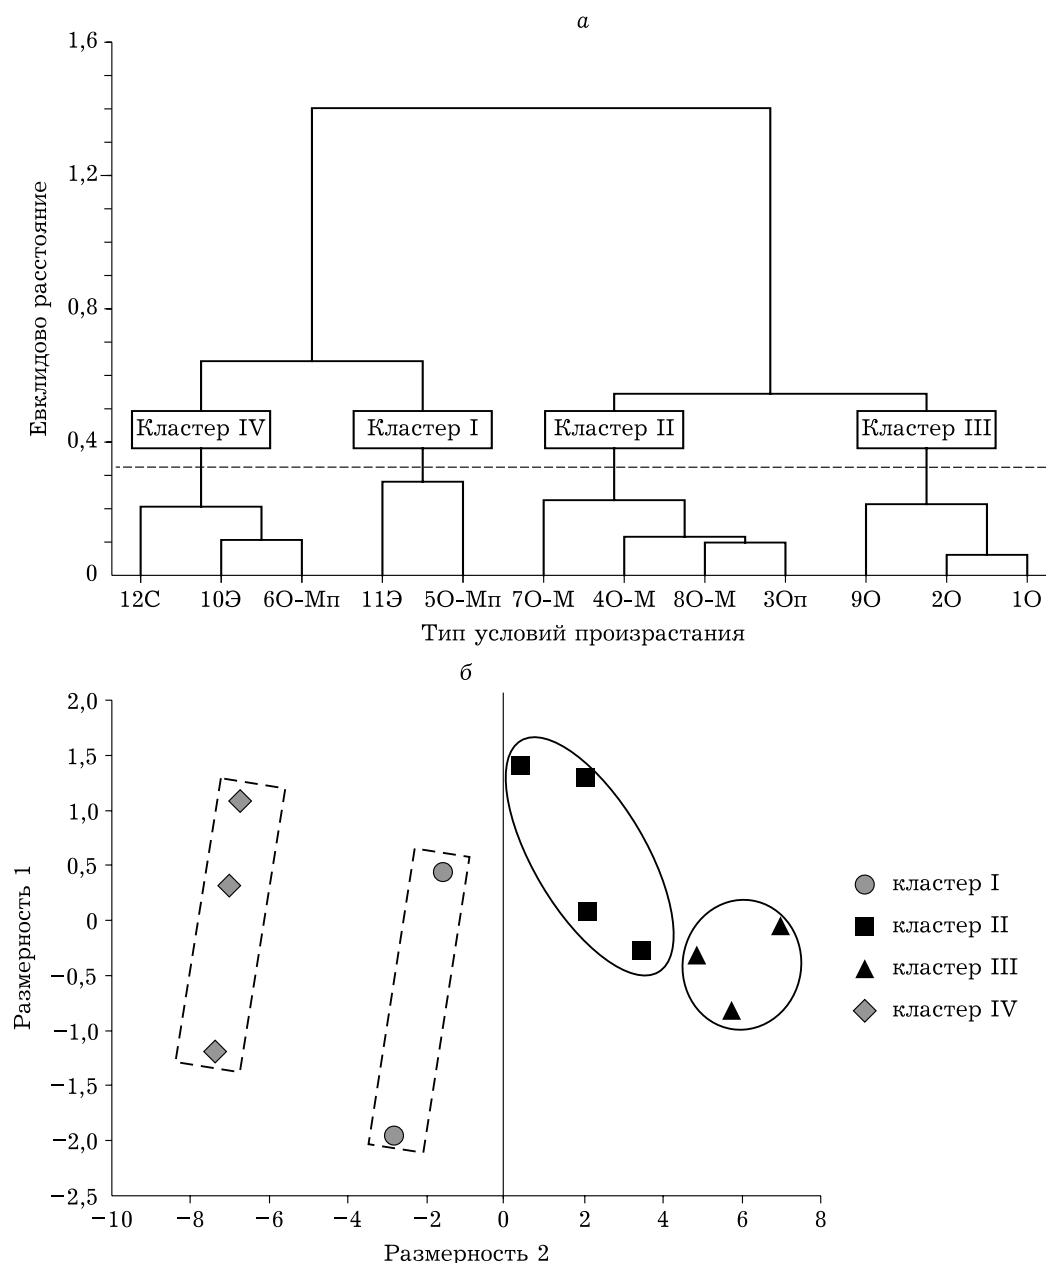 а
1,6
1,2
0,8
0,4
0
Евклидово расстояние
Кластер IV
Кластер I
Кластер II
Кластер III
12С 10Э 6О-Мп 11Э 5О-Мп 7О-М 4О-М 8О-М 3Оп 9О 2О 1О
Тип условий произрастания
б
2,0
1,5
1,0
0,5
0
−0,5
−1,0
−1,5
−2,0
−2,5
Размерность 1
−10 −8 −6 −4 −2 0 2 4 6 8
Размерность 2
кластер I
кластер II
кластер III
кластер IV